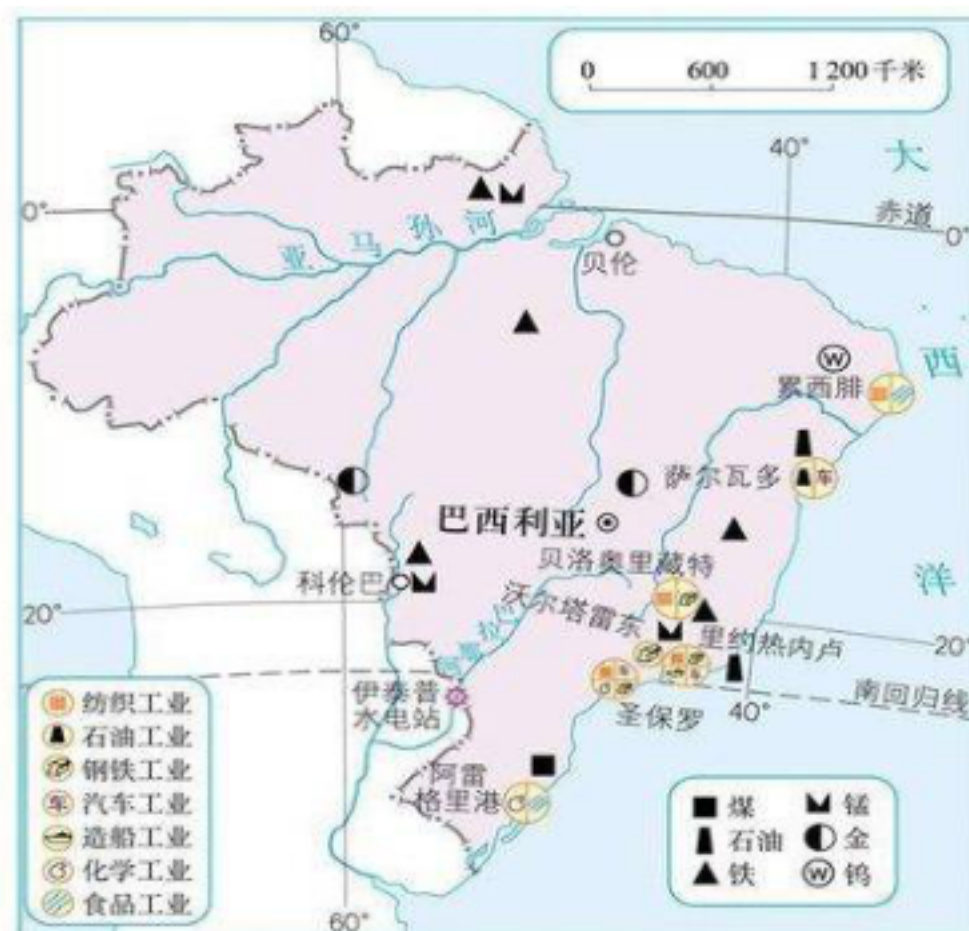 60°
0 600 1 200千米
40°
大
赤道
0°
0°
亚马孙河
贝伦
西
W
累西腓
萨尔瓦多
车
巴西利亚
洋
贝洛奥里藏特
科伦巴
沃尔塔雷东
20°
里约热内卢
20°
伊泰普
水电站
南回归线
圣保罗
40°
阿雷
格里港
纺织工业
石油工业
钢铁工业
车 汽车工业
造船工业
化学工业
食品工业
煤 锰
石油 金
铁 W 钨
60°